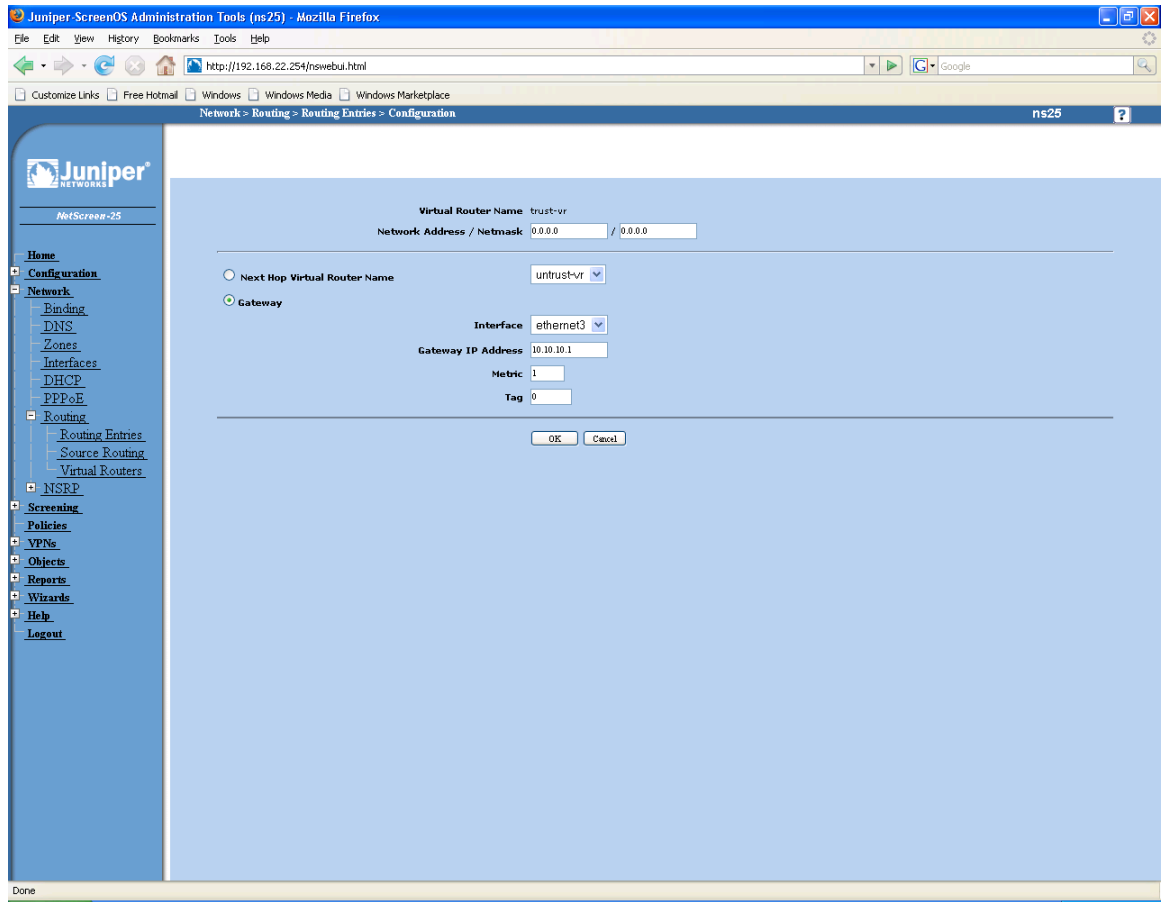 Juniper-ScreenOS Administration Tools (ns25) - Mozilla Firefox
File Edit View History Bookmarks Tools Help
http://192.168.22.254/nswebui.html
G Google
Customize Links Free Hotmail Windows Windows Media Windows Marketplace
Network > Routing > Routing Entries > Configuration ns25 ?
Juniper®
NETWORKS
NetScreen-25
Virtual Router Name trust-vr
Network Address / Netmask 0.0.0.0 / 0.0.0.0
Next Hop Virtual Router Name untrust-vr
Gateway
Interface ethernet3
Gateway IP Address 10.10.10.1
Metric 1
Tag 0
OK Cancel
Home
Configuration
Network
Binding
DNS
Zones
Interfaces
DHCP
PPPoE
Routing
Routing Entries
Source Routing
Virtual Routers
NSRP
Screening
Policies
VPNs
Objects
Reports
Wizards
Help
Logout
Done